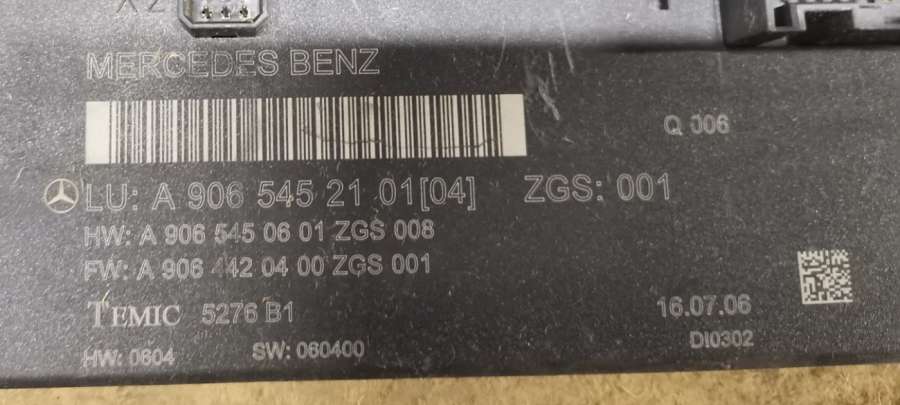 X2
MERCEDES BENZ
Q 006
LU: A 906 545 21 01[04] ZGS: 001
HW: A 906 545 06 01 ZGS 008
FW: A 906 442 04 00 ZGS 001
TEMIC 5276 B1 16.07.06
HW: 0604 SW: 060400 DI0302